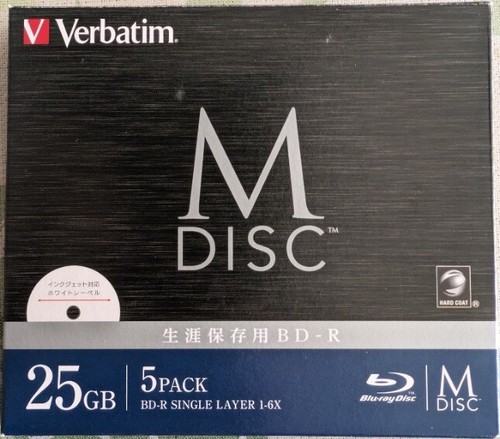 Verbatim.
M
DISC™
インクジェット対応
ホワイトレーベル
HARD COAT ®
生涯保存用BD-R
25GB
5PACK
BD-R SINGLE LAYER 1-6X
Blu-ray Disc™
M
DISC